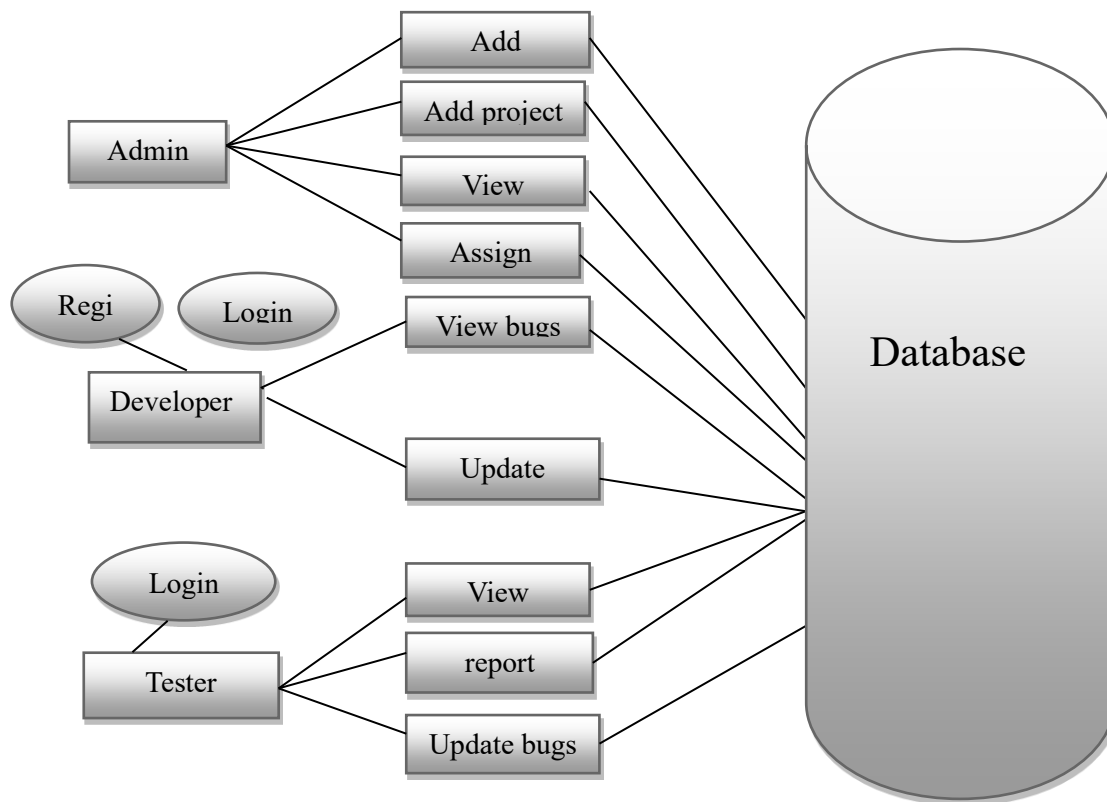 Add
Add project
Admin
View
Assign
Regi
Login
View bugs
Database
Developer
Update
Login
View
report
Tester
Update bugs